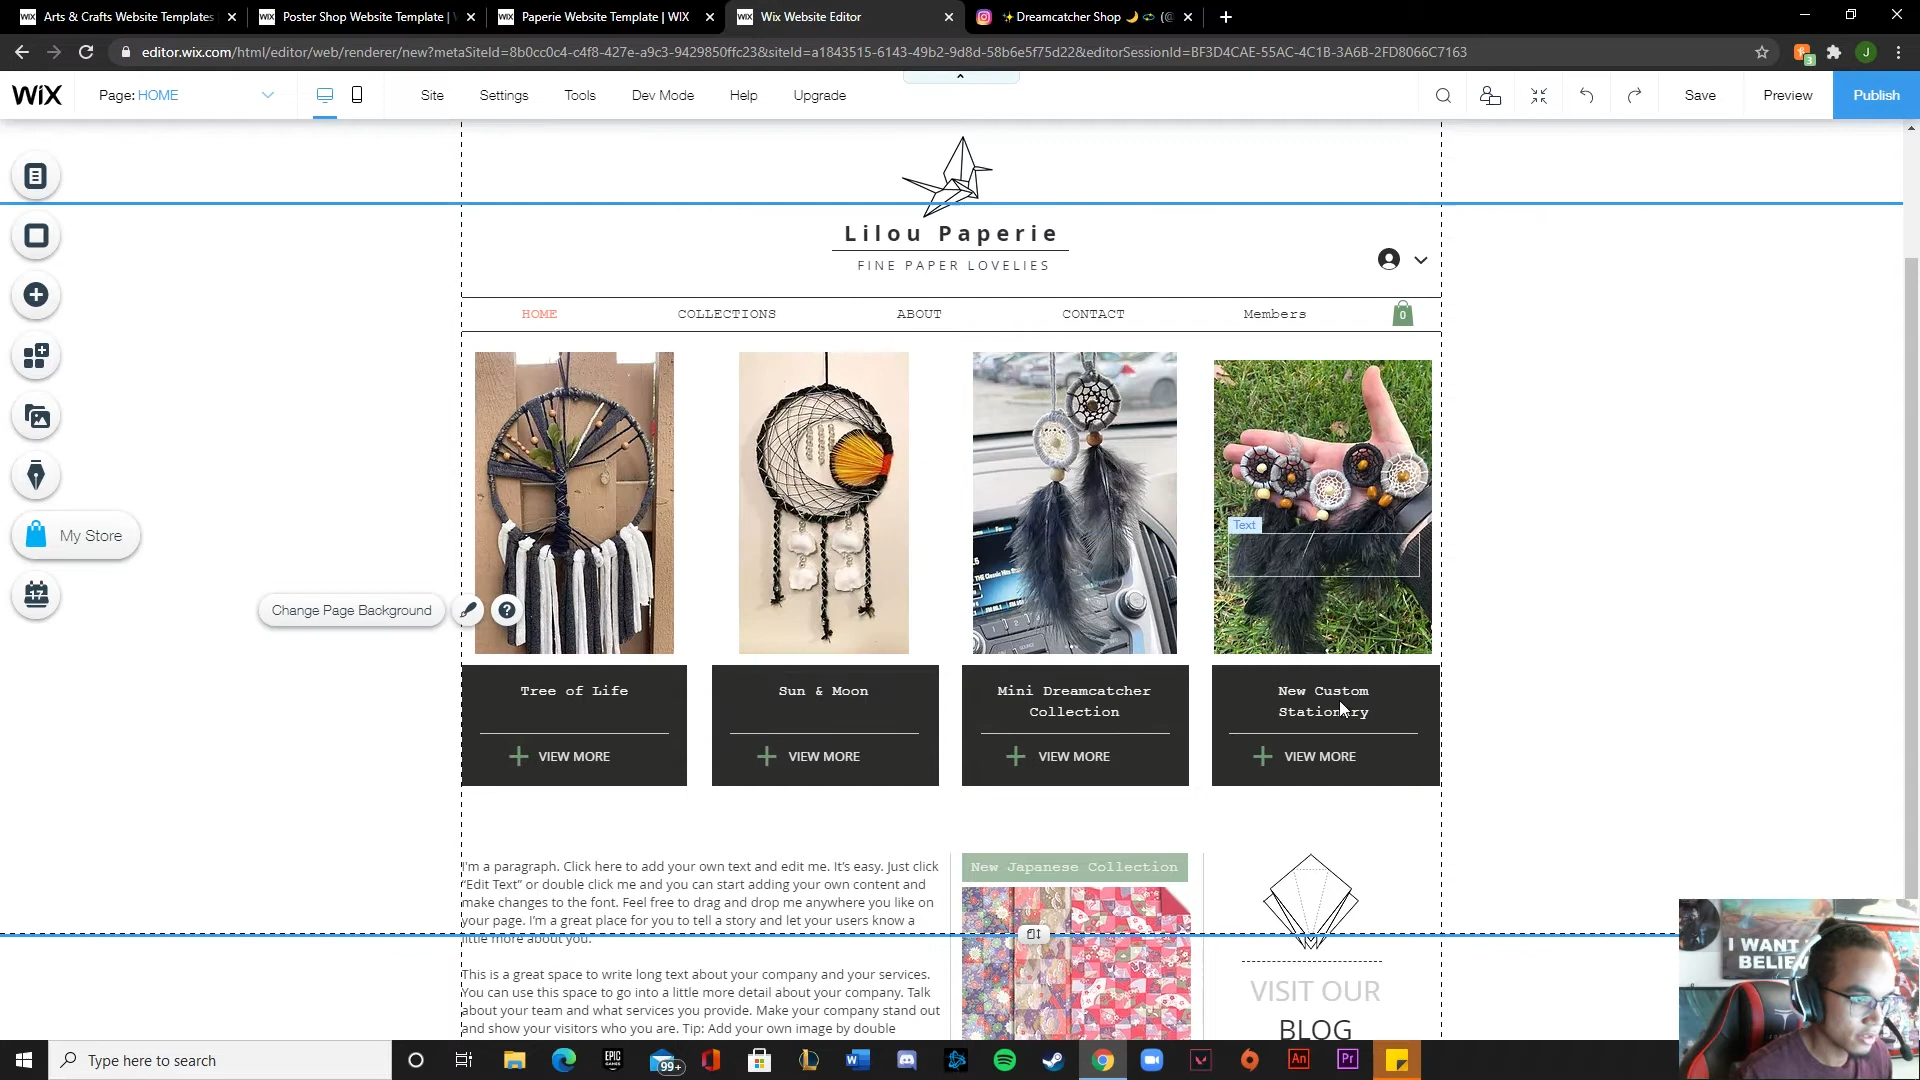 Arts & Crafts Website Templates
Poster Shop Website Template |
Paperie Website Template | WIX
Wix Website Editor
Dreamcatcher Shop
editor.wix.com/html/editor/web/renderer/new?metaSiteId=8b0cc0c4-c4f8-427e-a9c3-9429850ffc23&siteId=a1843515-6143-49b2-9d8d-58b6e5f75d22&editorSessionId=BF3D4CAE-55AC-4C1B-3A6B-2FD8066C7163
J
WIX
Page: HOME
Site
Settings
Tools
Dev Mode
Help
Upgrade
Save
Preview
Publish
Lilou Paperie
FINE PAPER LOVELIES
HOME
COLLECTIONS
ABOUT
CONTACT
Members
0
Text
My Store
17
Change Page Background
?
Tree of Life
VIEW MORE
Sun & Moon
VIEW MORE
Mini Dreamcatcher
Collection
VIEW MORE
New Custom
Stationery
VIEW MORE
I'm a paragraph. Click here to add your own text and edit me. It's easy. Just click
"Edit Text" or double click me and you can start adding your own content and
make changes to the font. Feel free to drag and drop me anywhere you like on
your page. I'm a great place for you to tell a story and let your users know a
little more about you.
This is a great space to write long text about your company and your services.
You can use this space to go into a little more detail about your company. Talk
about your team and what services you provide. Make your company stand out
and show your visitors who you are. Tip: Add your own image by double
New Japanese Collection
VISIT OUR
BLOG
I WANT
BELIEV
Type here to search
EPIC
GAMES
99+
W
An
Pr